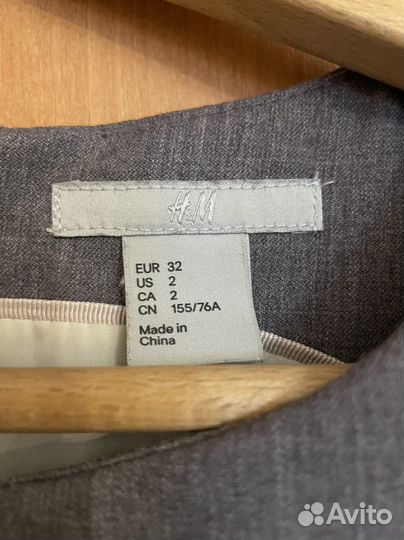 H&M
EUR 32
US 2
CA 2
CN 155/76A
Made in
China
Avito